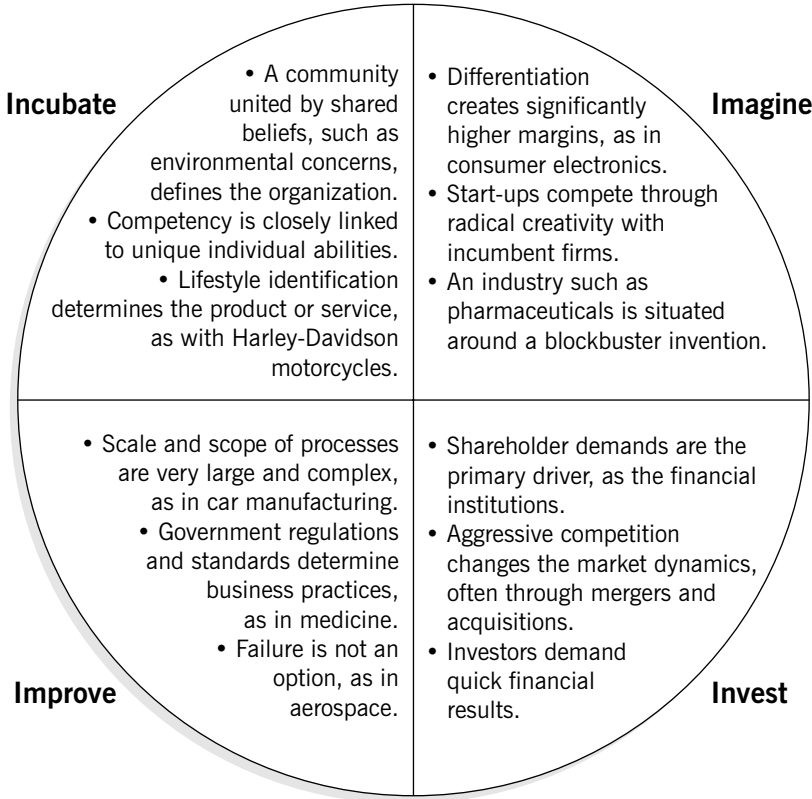 Incubate
• A community
united by shared
beliefs, such as
environmental concerns,
defines the organization.
• Competency is closely linked
to unique individual abilities.
• Lifestyle identification
determines the product or service,
as with Harley-Davidson
motorcycles.
Imagine
• Differentiation
creates significantly
higher margins, as in
consumer electronics.
• Start-ups compete through
radical creativity with
incumbent firms.
• An industry such as
pharmaceuticals is situated
around a blockbuster invention.
Improve
• Scale and scope of processes
are very large and complex,
as in car manufacturing.
• Government regulations
and standards determine
business practices,
as in medicine.
• Failure is not an
option, as in
aerospace.
Invest
• Shareholder demands are the
primary driver, as the financial
institutions.
• Aggressive competition
changes the market dynamics,
often through mergers and
acquisitions.
• Investors demand
quick financial
results.